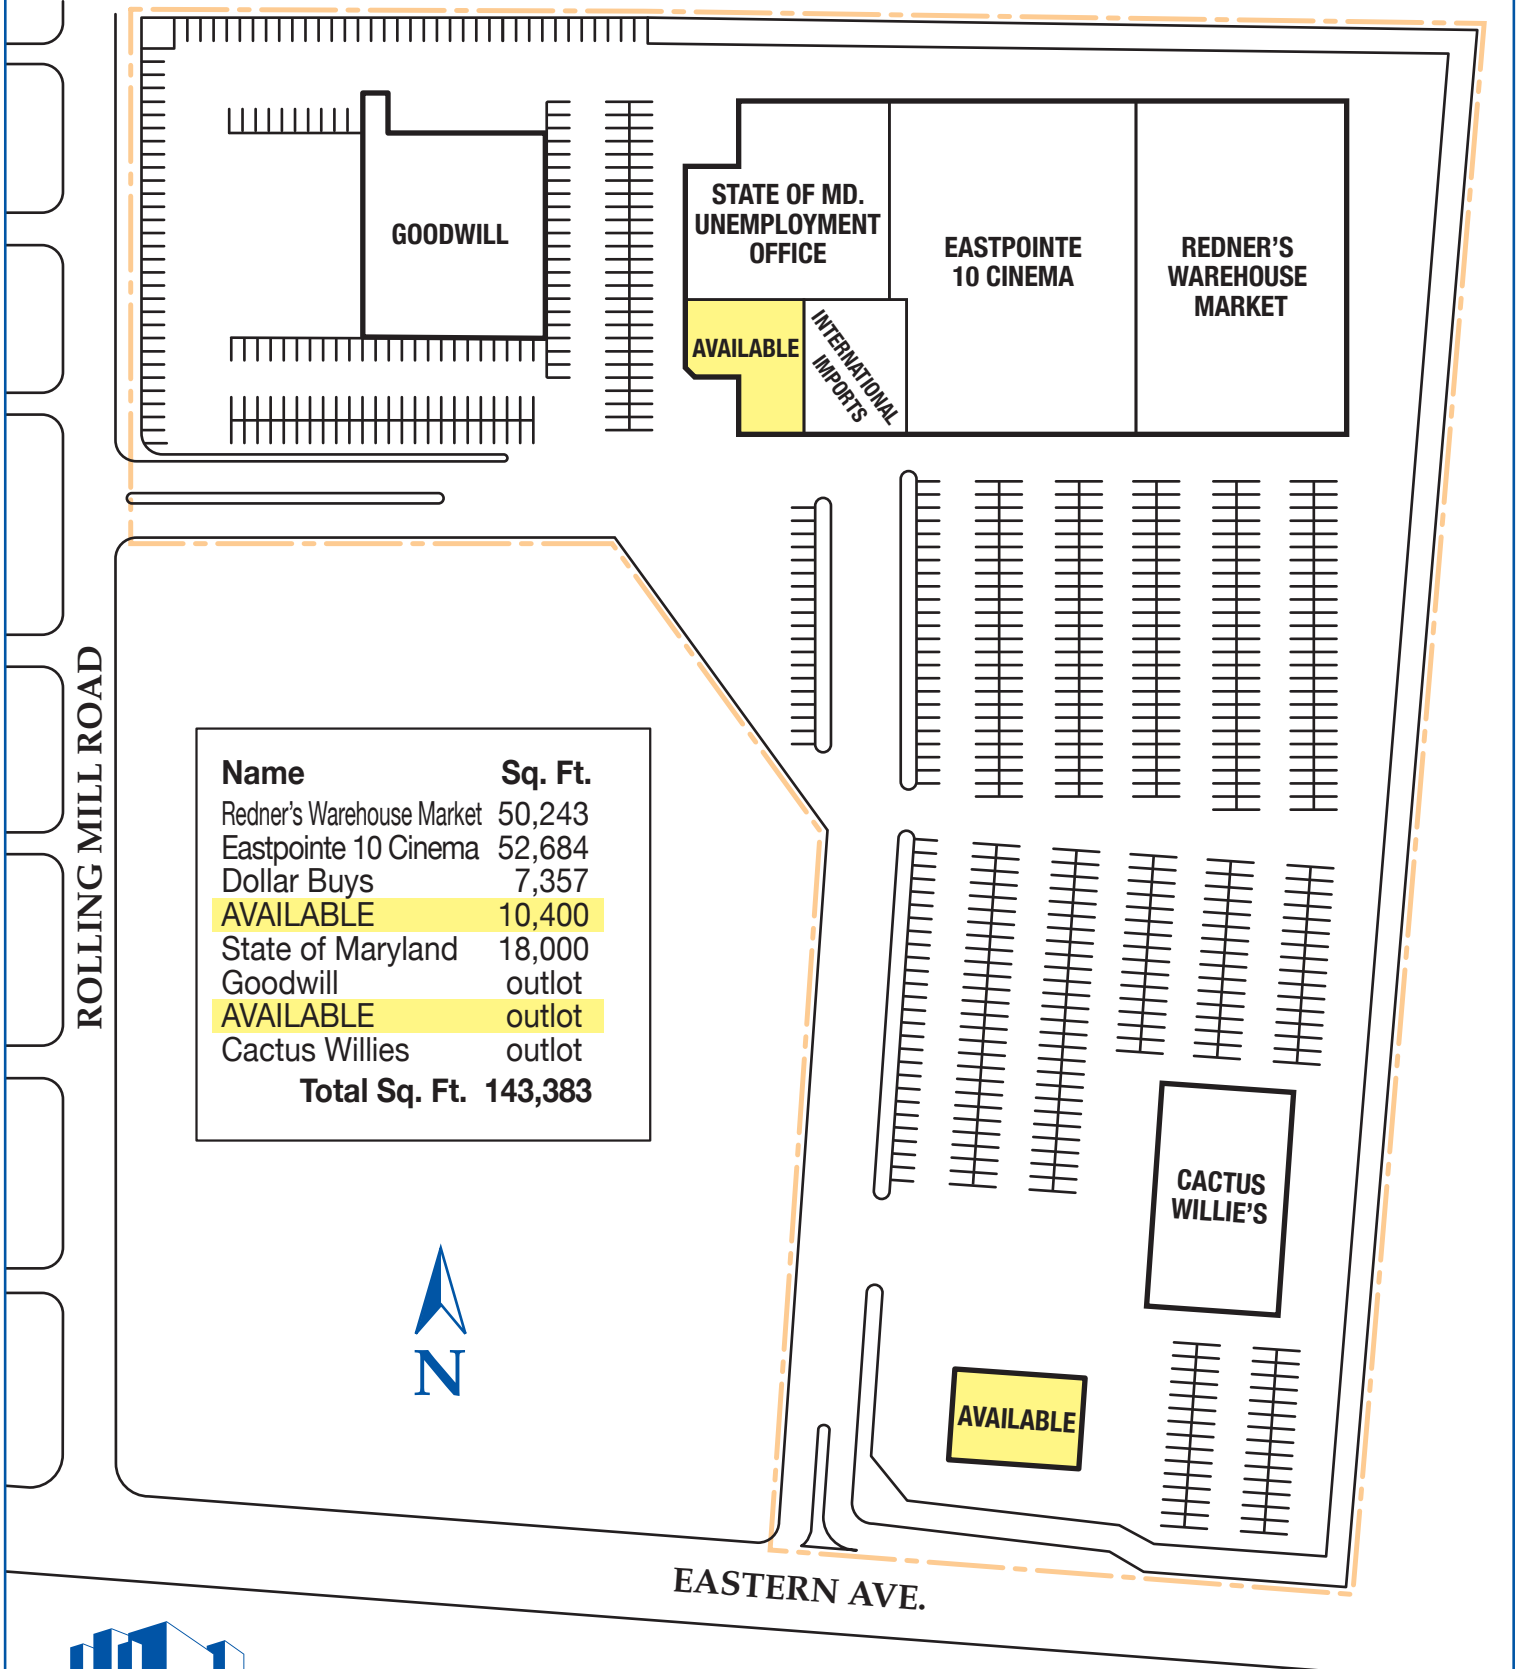 GOODWILL
STATE OF MD.
UNEMPLOYMENT
OFFICE
EASTPOINTE
10 CINEMA
REDNER'S
WAREHOUSE
MARKET
AVAILABLE
INTERNATIONAL
IMPORTS
ROLLING MILL ROAD
Name Sq. Ft.
Redner's Warehouse Market 50,243
Eastpointe 10 Cinema 52,684
Dollar Buys 7,357
AVAILABLE 10,400
State of Maryland 18,000
Goodwill outlot
AVAILABLE outlot
Cactus Willies outlot
Total Sq. Ft. 143,383
CACTUS
WILLIE'S
N
AVAILABLE
EASTERN AVE.